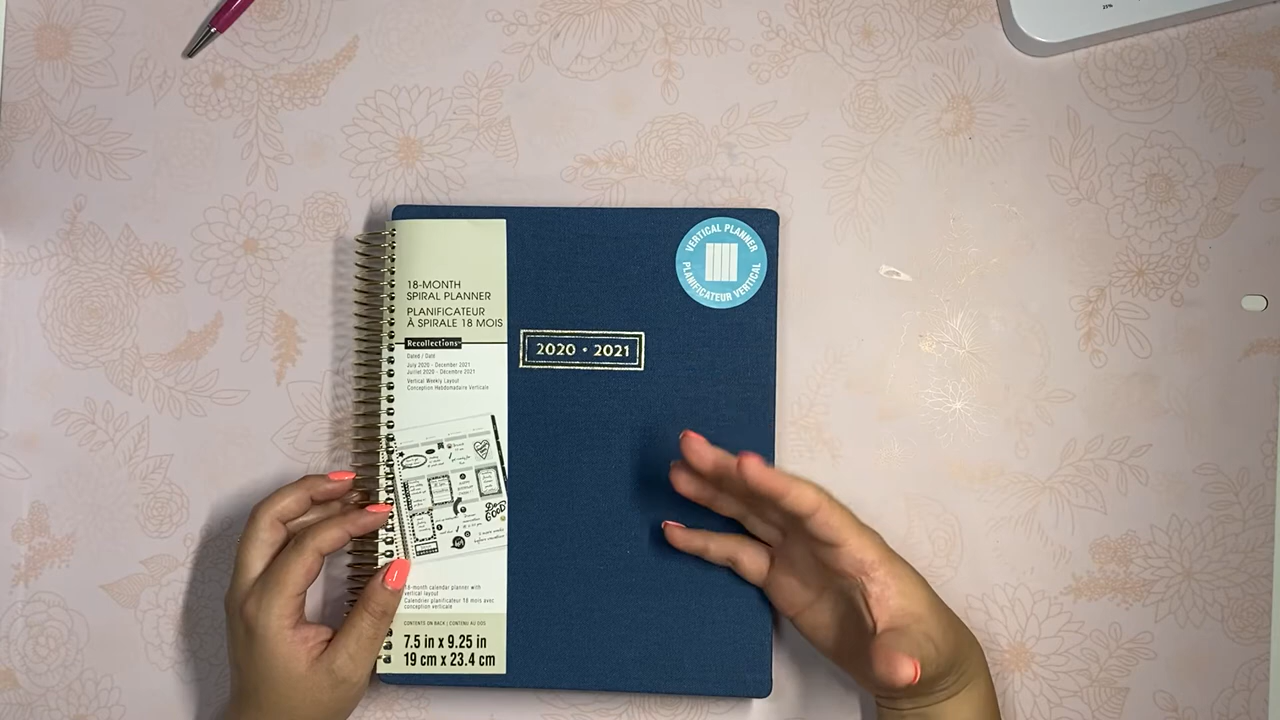 25%
VERTICAL PLANNER
PLANIFICATEUR VERTICAL
18-MONTH
SPIRAL PLANNER
PLANIFICATEUR
À SPIRALE 18 MOIS
Recollections
2020 • 2021
Dated / Daté
July 2020 - December 2021
Juillet 2020 - Décembre 2021
Vertical Weekly Layout
Conception Hebdomadaire Verticale
BE
GOOD
18-month calendar planner with
vertical layout
Calendrier planificateur 18 mois avec
conception verticale
CONTENTS ON BACK | CONTENU AU DOS
7.5 in x 9.25 in
19 cm x 23.4 cm